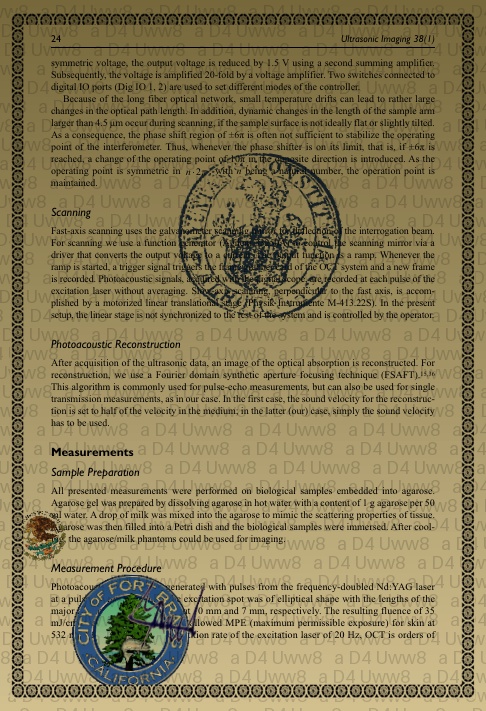 24
Ultrasonic Imaging 38(1)
symmetric voltage, the output voltage is reduced by 1.5 V using a second summing amplifier.
Subsequently, the voltage is amplified 20-fold by a voltage amplifier. Two switches connected to
digital IO ports (Dig IO 1, 2) are used to set different modes of the controller.
Because of the long fiber optical network, small temperature drifts can lead to rather large
changes in the optical path length. In addition, dynamic changes in the length of the sample arm
larger than 4.5 µm occur during scanning, if the sample surface is not ideally flat or slightly tilted.
As a consequence, the phase shift region of ±6π is often not sufficient to stabilize the operating
point of the interferometer. Thus, whenever the phase shifter is on its limit, that is, if ±6π is
reached, a change of the operating point of 10π in the opposite direction is introduced. As the
operating point is symmetric in n·2π, with n being a natural number, the operation point is
maintained.
Scanning
Fast-axis scanning uses the galvanometer scanning mirror for deflection of the interrogation beam.
For scanning we use a function generator to control the scanning mirror via a
driver that converts the output voltage to a current. The output function is a ramp. Whenever the
ramp is started, a trigger signal triggers the of the OCT system and a new frame
is recorded. Photoacoustic signals, acquired with the digital scope, are recorded at each pulse of the
excitation laser without averaging. Slow-axis scanning, perpendicular to the fast axis, is accom-
plished by a motorized linear translational stage (Physik Instrumente M-413.22S). In the present
setup, the linear stage is not synchronized to the rest of the system and is controlled by the operator.
Photoacoustic Reconstruction
After acquisition of the ultrasonic data, an image of the optical absorption is reconstructed. For
reconstruction, we use a Fourier domain synthetic aperture focusing technique (FSAFT).15,16
This algorithm is commonly used for pulse-echo measurements, but can also be used for single
transmission measurements, as in our case. In the first case, the sound velocity for the reconstruc-
tion is set to half of the velocity in the medium; in the latter (our) case, simply the sound velocity
has to be used.
Measurements
Sample Preparation
All presented measurements were performed on biological samples embedded into agarose.
Agarose gel was prepared by dissolving agarose in hot water with a content of 1 g agarose per 50
ml water. A drop of milk was mixed into the agarose to mimic the scattering properties of tissue.
Agarose was then filled into a Petri dish and the biological samples were immersed. After cool-
ing, the agarose/milk phantoms could be used for imaging.
Measurement Procedure
generated with pulses from the frequency-doubled Nd:YAG laser
at a excitation spot was of elliptical shape with the lengths of the
major 0 mm and 7 mm, respectively. The resulting fluence of 35
mJ/cm allowed MPE (maximum permissible exposure) for skin at
532 rate of the excitation laser of 20 Hz, OCT is orders of
CITY OF FORT BRAGG
CALIFORNIA